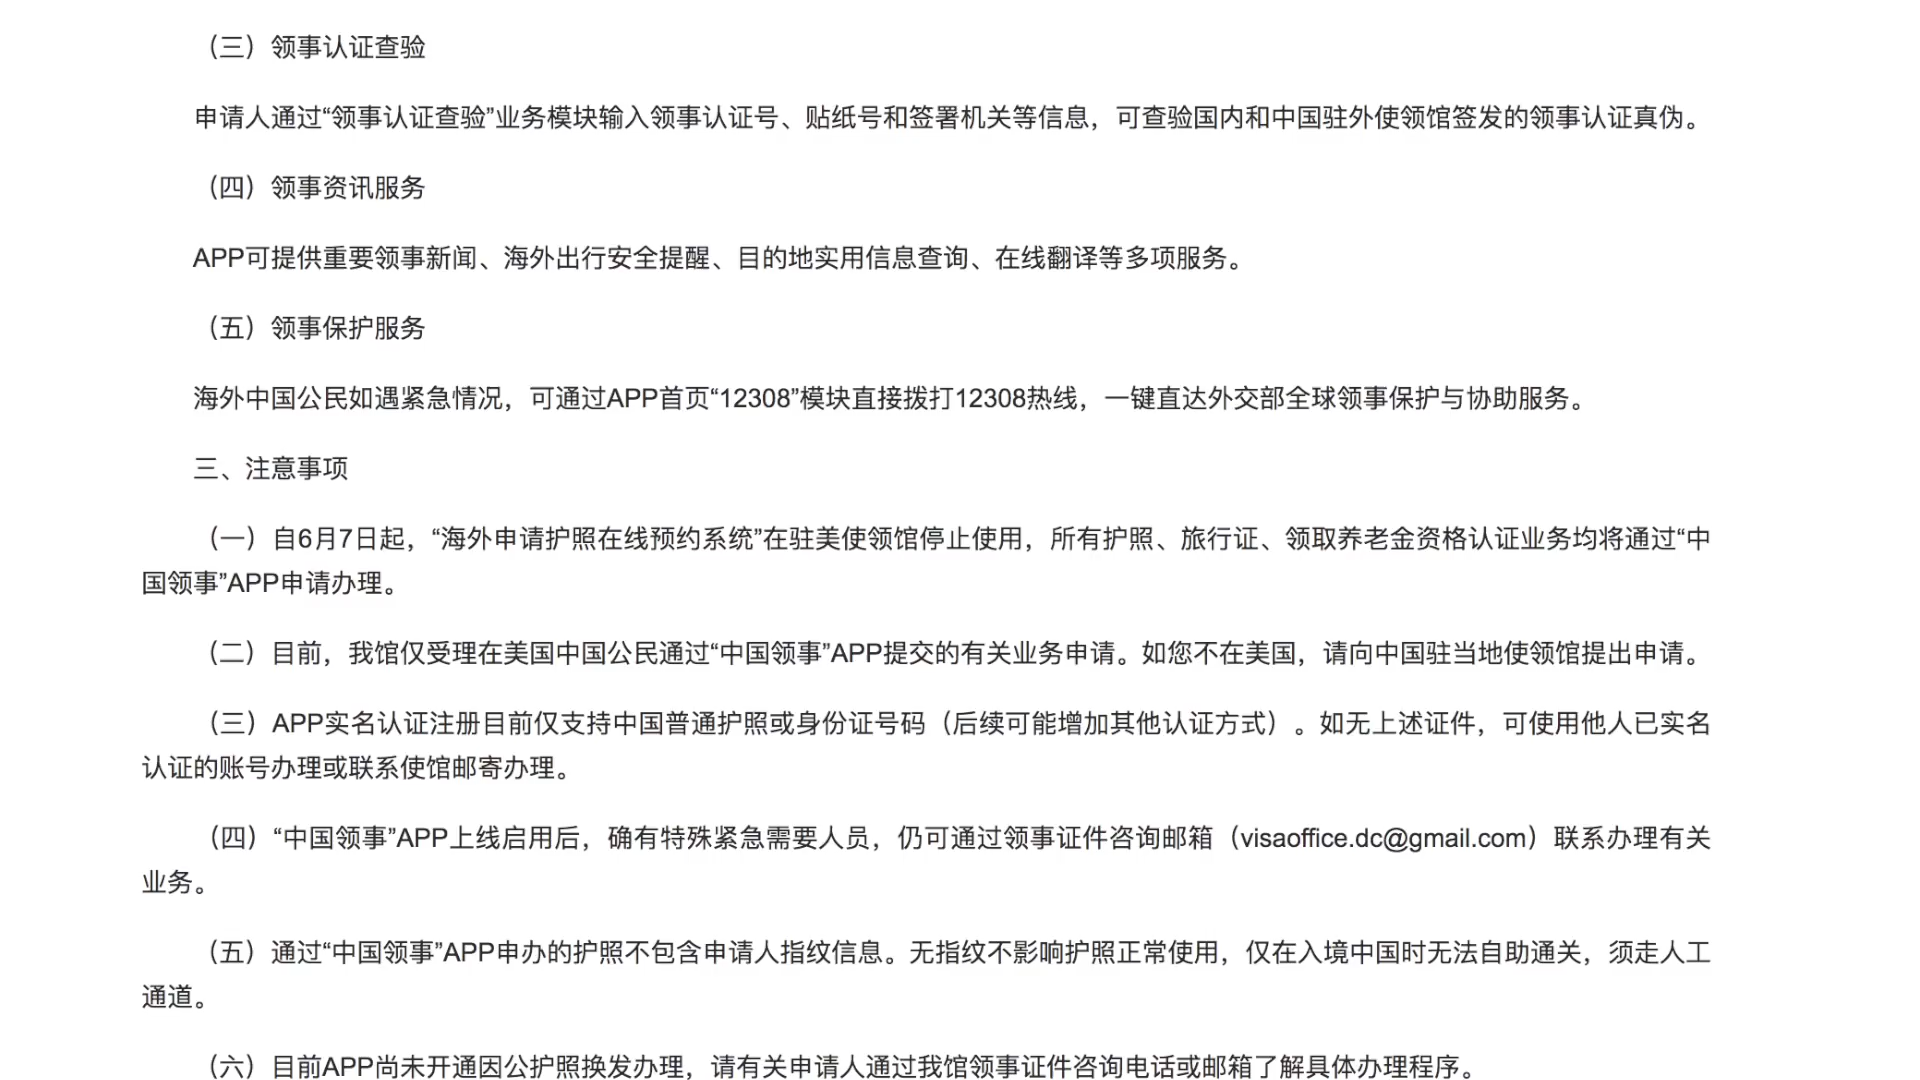 （三）领事认证查验
申请人通过“领事认证查验”业务模块输入领事认证号、贴纸号和签署机关等信息，可查验国内和中国驻外使领馆签发的领事认证真伪。
（四）领事资讯服务
APP可提供重要领事新闻、海外出行安全提醒、目的地实用信息查询、在线翻译等多项服务。
（五）领事保护服务
海外中国公民如遇紧急情况，可通过APP首页“12308”模块直接拨打12308热线，一键直达外交部全球领事保护与协助服务。
三、注意事项
（一）自6月7日起，“海外申请护照在线预约系统”在驻美使领馆停止使用，所有护照、旅行证、领取养老金资格认证业务均将通过“中
国领事”APP申请办理。
（二）目前，我馆仅受理在美国中国公民通过“中国领事”APP提交的有关业务申请。如您不在美国，请向中国驻当地使领馆提出申请。
（三）APP实名认证注册目前仅支持中国普通护照或身份证号码（后续可能增加其他认证方式）。如无上述证件，可使用他人已实名
认证的账号办理或联系使馆邮寄办理。
（四）“中国领事”APP上线启用后，确有特殊紧急需要人员，仍可通过领事证件咨询邮箱（visaoffice.dc@gmail.com）联系办理有关
业务。
（五）通过“中国领事”APP申办的护照不包含申请人指纹信息。无指纹不影响护照正常使用，仅在入境中国时无法自助通关，须走人工
通道。
（六）目前APP尚未开通因公护照换发办理，请有关申请人通过我馆领事证件咨询电话或邮箱了解具体办理程序。